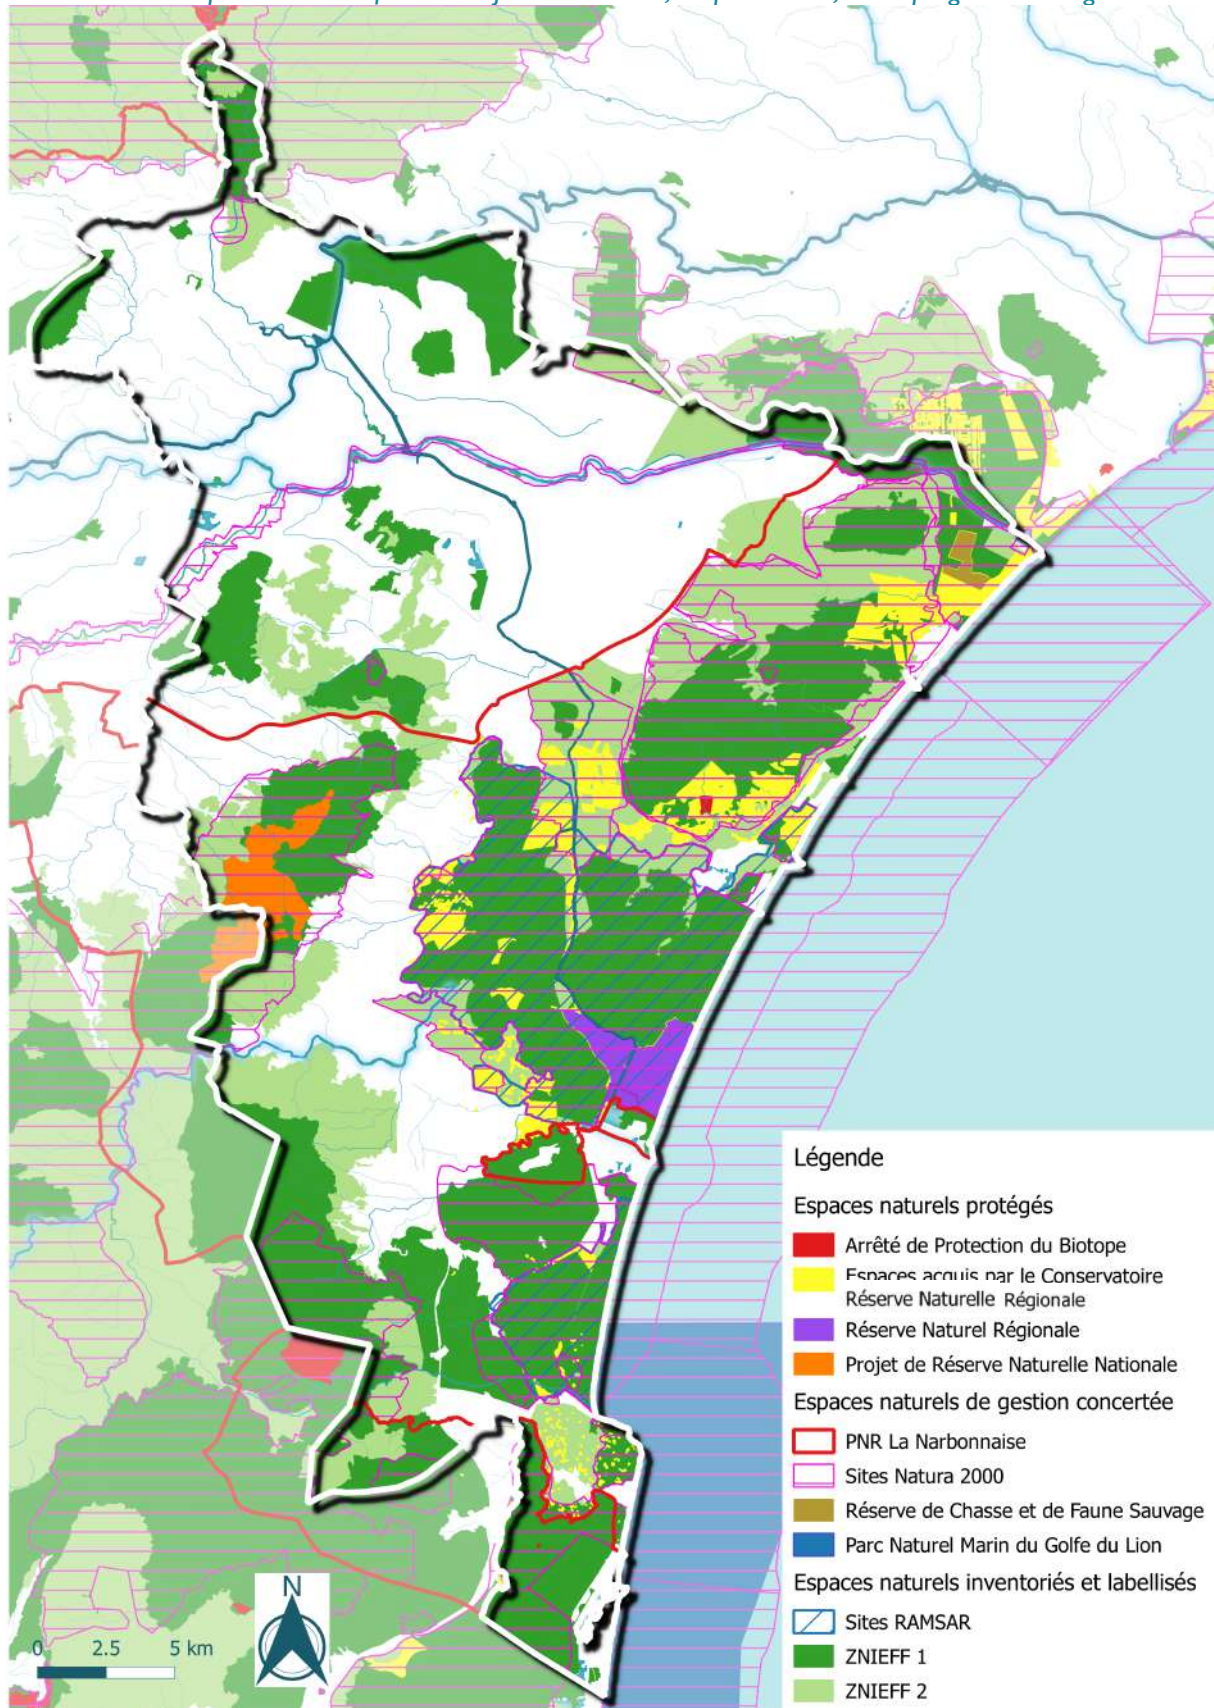 Légende
Espaces naturels protégés
Arrêté de Protection du Biotope
Espaces acquis par le Conservatoire
Réserve Naturelle Régionale
Réserve Naturel Régionale
Projet de Réserve Naturelle Nationale
Espaces naturels de gestion concertée
PNR La Narbonnaise
Sites Natura 2000
Réserve de Chasse et de Faune Sauvage
Parc Naturel Marin du Golfe du Lion
Espaces naturels inventoriés et labellisés
Sites RAMSAR
ZNIEFF 1
ZNIEFF 2
N
0 2.5 5 km